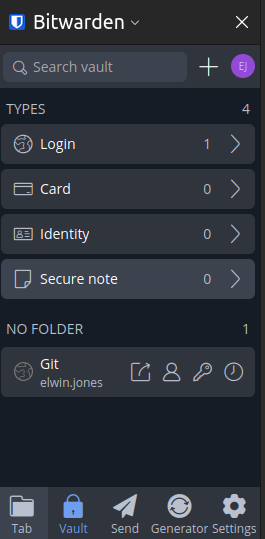 Bitwarden
Search vault
EJ
TYPES 4
Login 1
Card 0
Identity 0
Secure note 0
NO FOLDER 1
Git
elwin.jones
Tab Vault Send Generator Settings